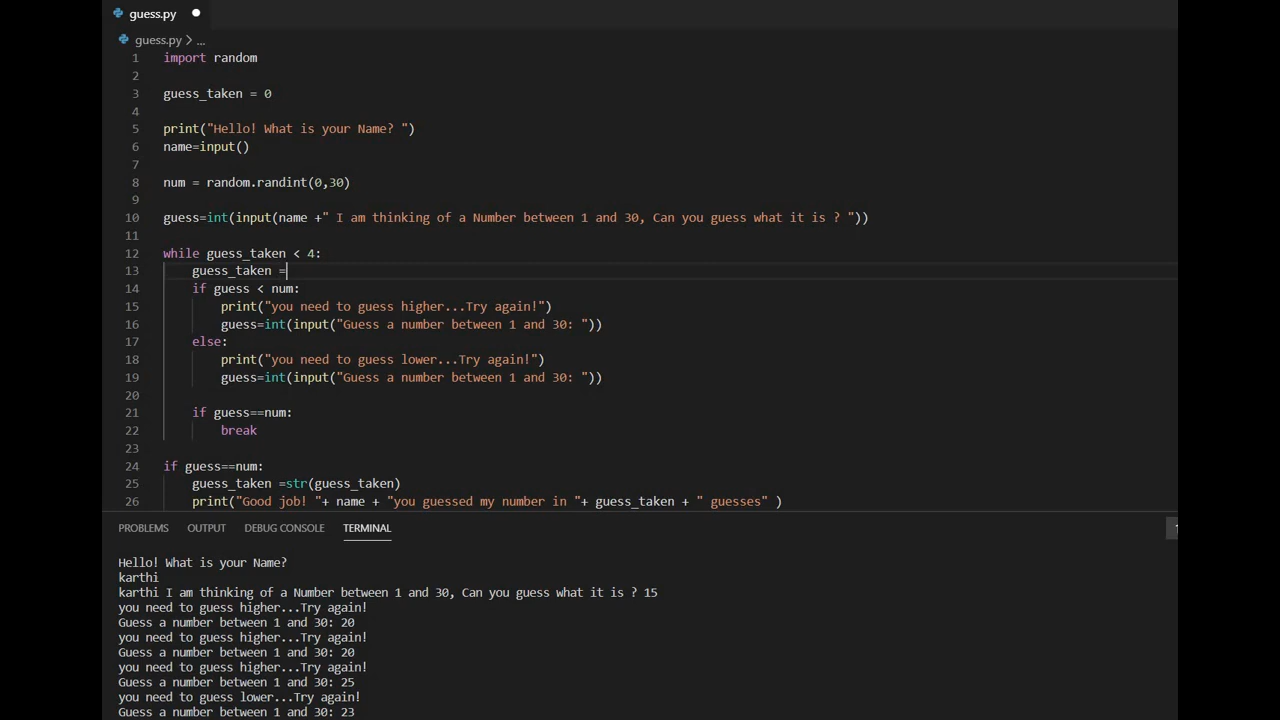 guess.py
guess.py > ...
1 import random
2
3 guess_taken = 0
4
5 print("Hello! What is your Name? ")
6 name=input()
7
8 num = random.randint(0,30)
9
10 guess=int(input(name +" I am thinking of a Number between 1 and 30, Can you guess what it is ? "))
11
12 while guess_taken < 4:
13 guess_taken =
14 if guess < num:
15 print("you need to guess higher...Try again!")
16 guess=int(input("Guess a number between 1 and 30: "))
17 else:
18 print("you need to guess lower...Try again!")
19 guess=int(input("Guess a number between 1 and 30: "))
20
21 if guess==num:
22 break
23
24 if guess==num:
25 guess_taken =str(guess_taken)
26 print("Good job! "+ name + "you guessed my number in "+ guess_taken + " guesses" )
PROBLEMS OUTPUT DEBUG CONSOLE TERMINAL
Hello! What is your Name?
karthi
karthi I am thinking of a Number between 1 and 30, Can you guess what it is ? 15
you need to guess higher...Try again!
Guess a number between 1 and 30: 20
you need to guess higher...Try again!
Guess a number between 1 and 30: 20
you need to guess higher...Try again!
Guess a number between 1 and 30: 25
you need to guess lower...Try again!
Guess a number between 1 and 30: 23